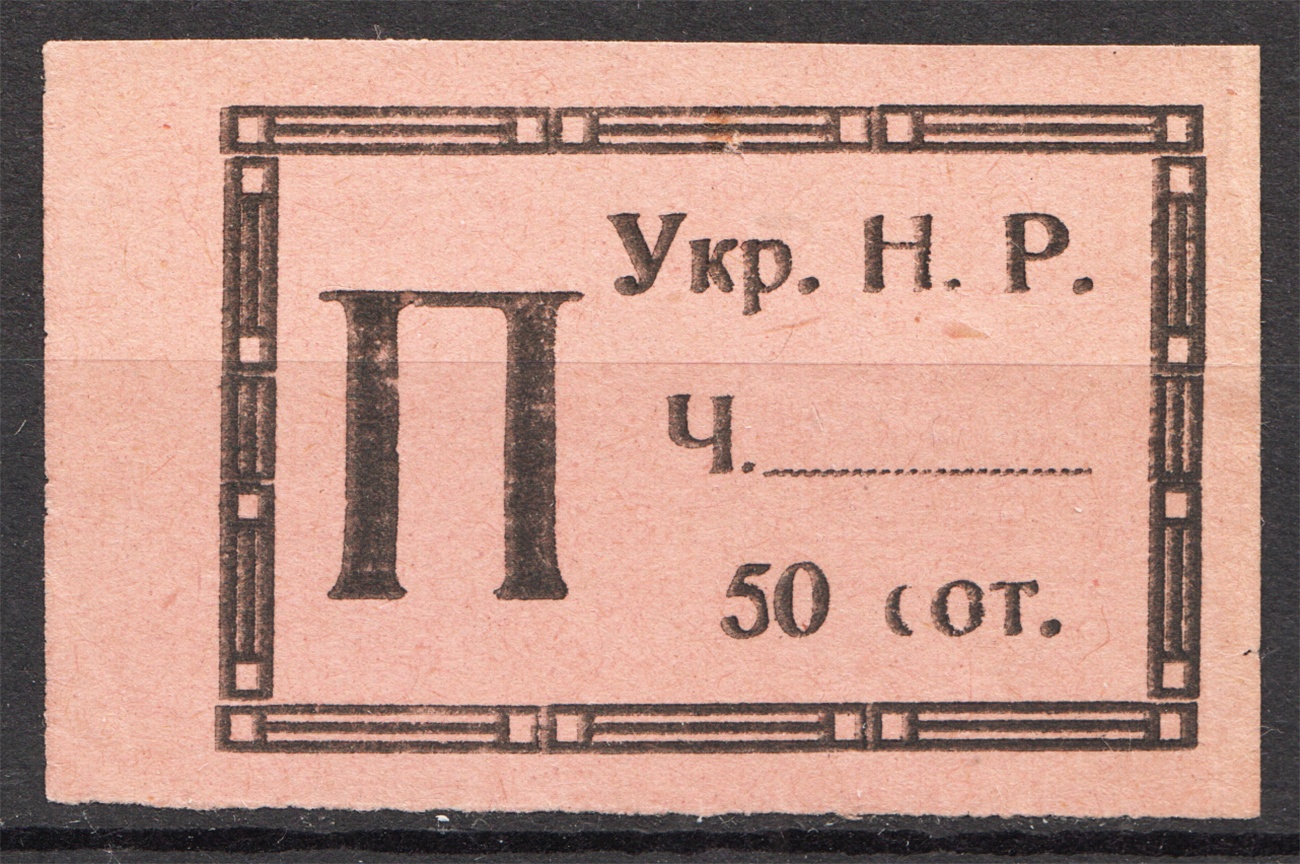 П
Укр. Н. Р.
Ч.
50 сот.